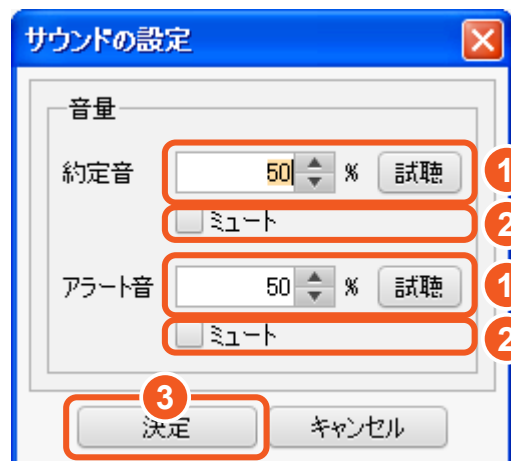 サウンドの設定
音量
約定音 50 % 試聴 1
ミュート 2
アラート音 50 % 試聴 1
ミュート 2
3
決定 キャンセル